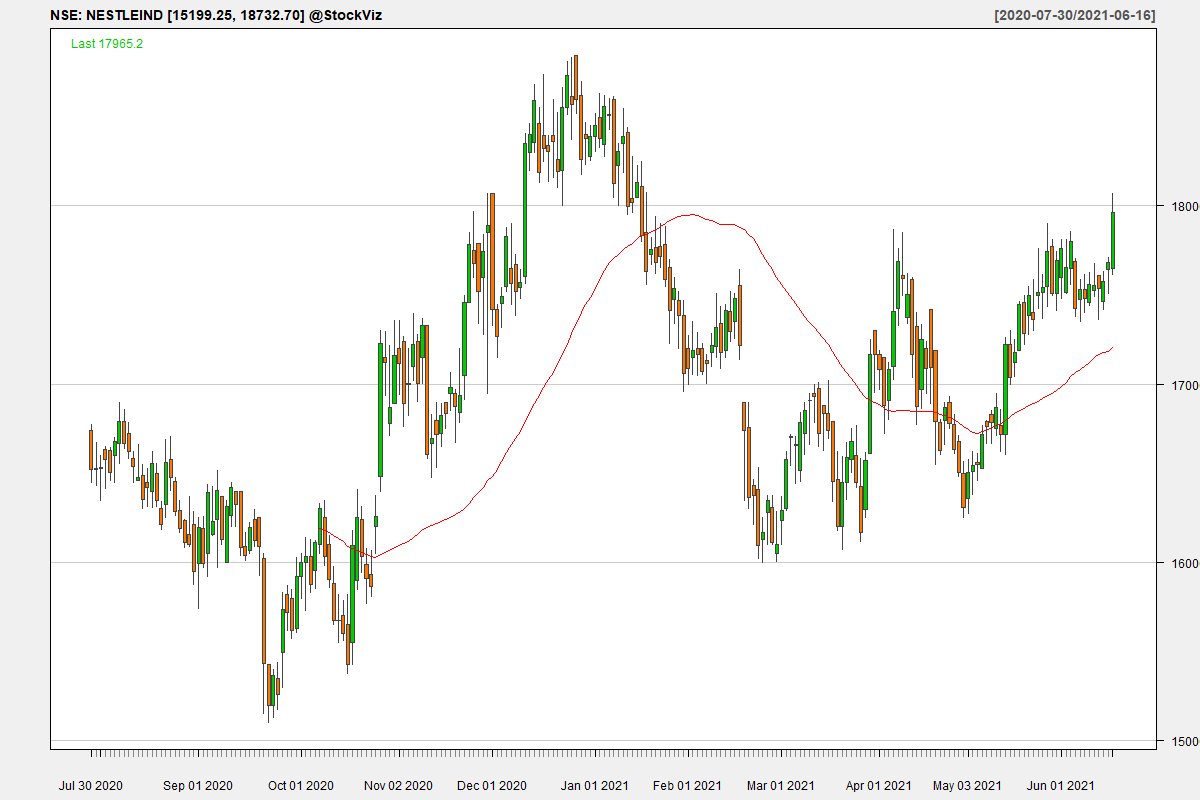 NSE: NESTLEIND [15199.25, 18732.70] @StockViz [2020-07-30/2021-06-16]
Last 17965.2
1800
1700
1600
1500
Jul 30 2020 Sep 01 2020 Oct 01 2020 Nov 02 2020 Dec 01 2020 Jan 01 2021 Feb 01 2021 Mar 01 2021 Apr 01 2021 May 03 2021 Jun 01 2021